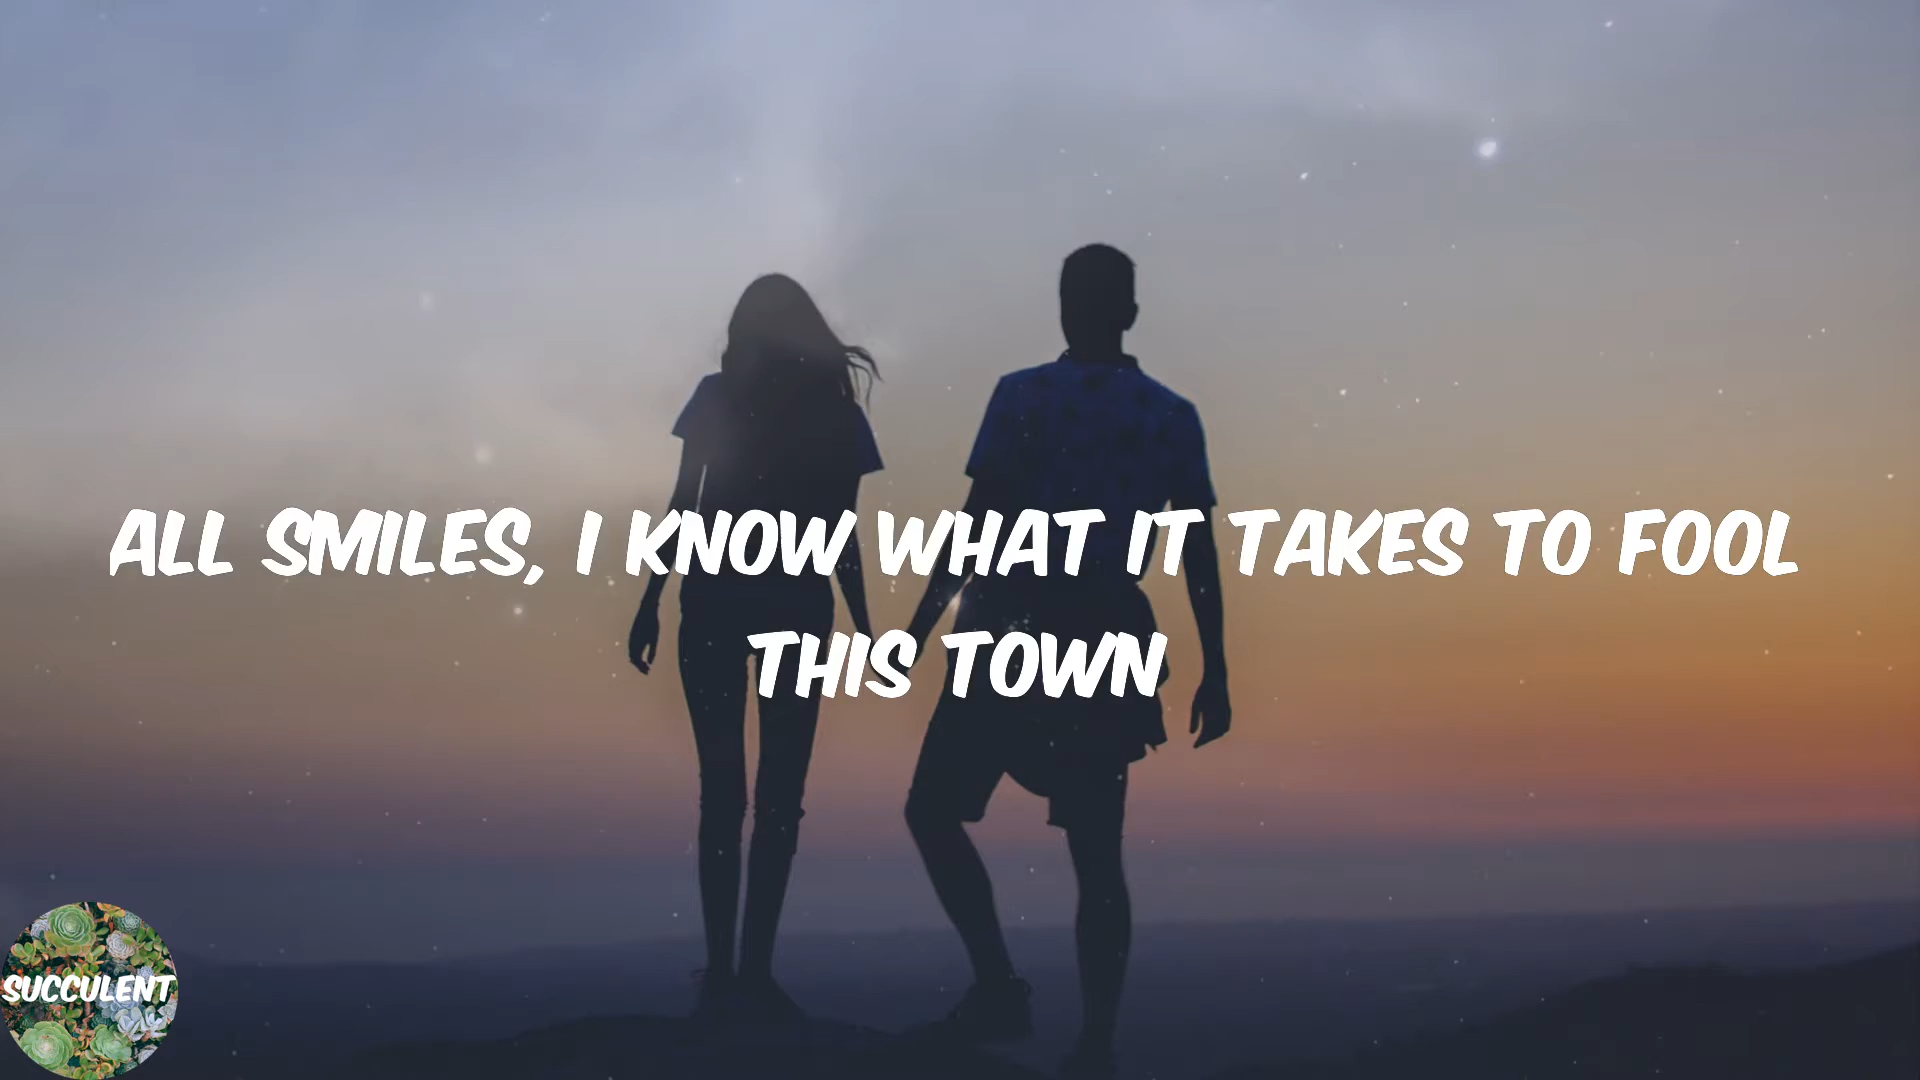 ALL SMILES, I KNOW WHAT IT TAKES TO FOOL
THIS TOWN
SUCCULENT